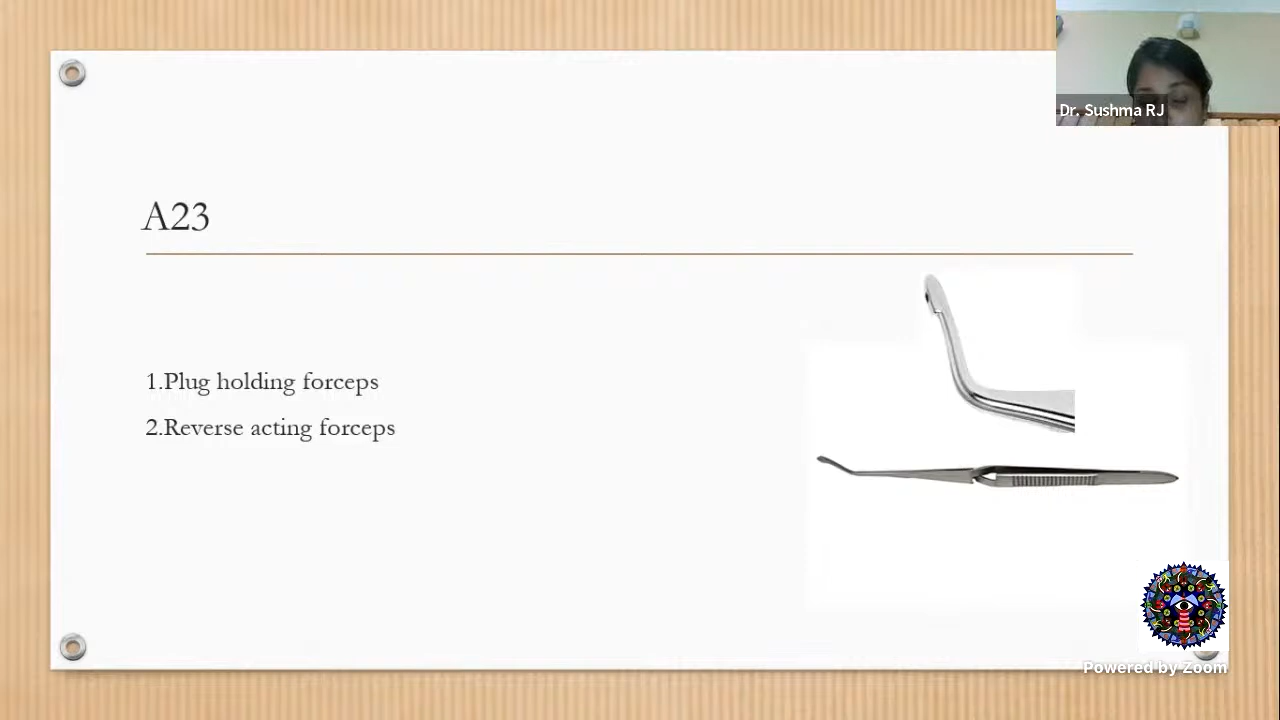 Dr. Sushma RJ
A23
1.Plug holding forceps
2.Reverse acting forceps
Powered by Zoom